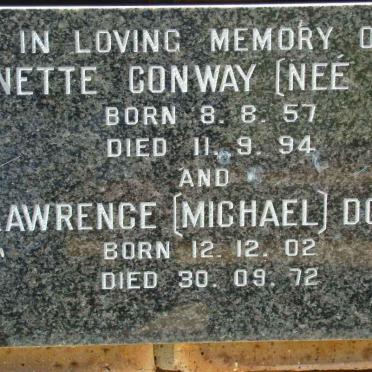 IN LOVING MEMORY O
NETTE CONWAY (NEÉ
BORN 8. 8. 57
DIED 11. 9. 94
AND
LAWRENCE (MICHAEL) DO
BORN 12. 12. 02
DIED 30. 09. 72